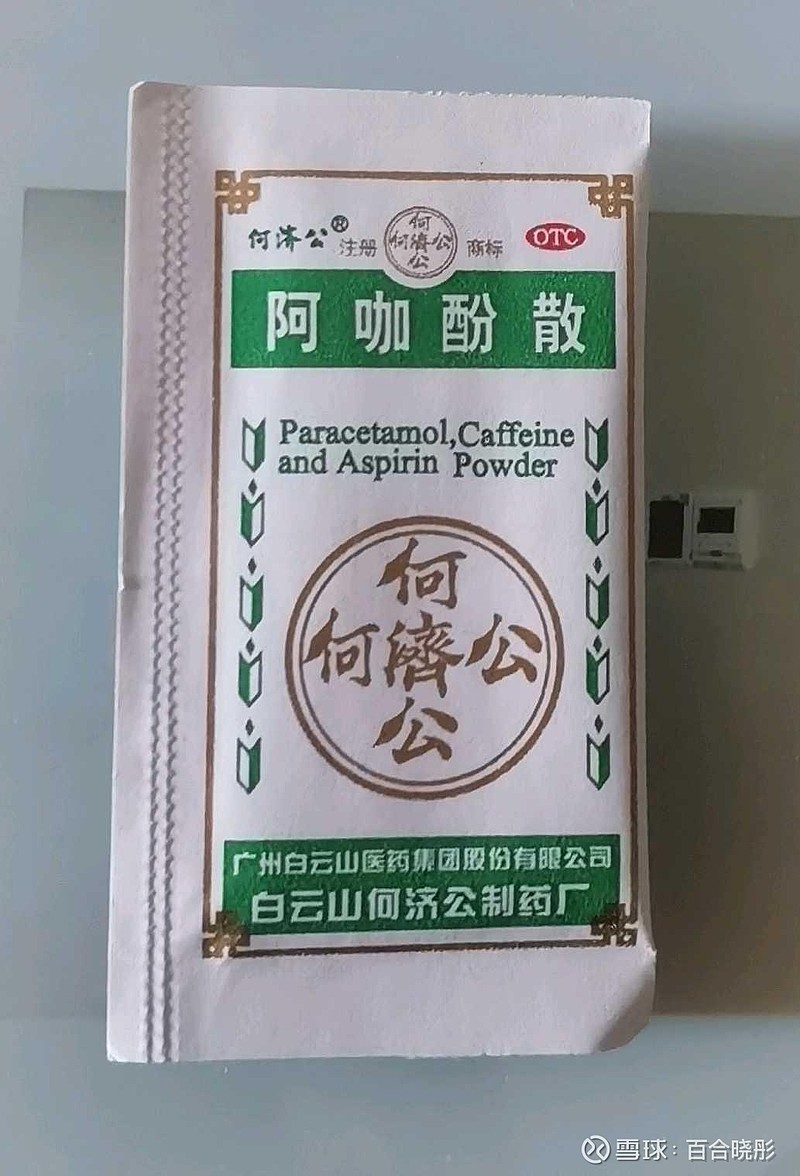 何济公® 注册 何何濟公公 商标 OTC
阿咖酚散
Paracetamol,Caffeine
and Aspirin Powder
何
何濟公
公
广州白云山医药集团股份有限公司
白云山何济公制药厂
雪球：百合晓彤